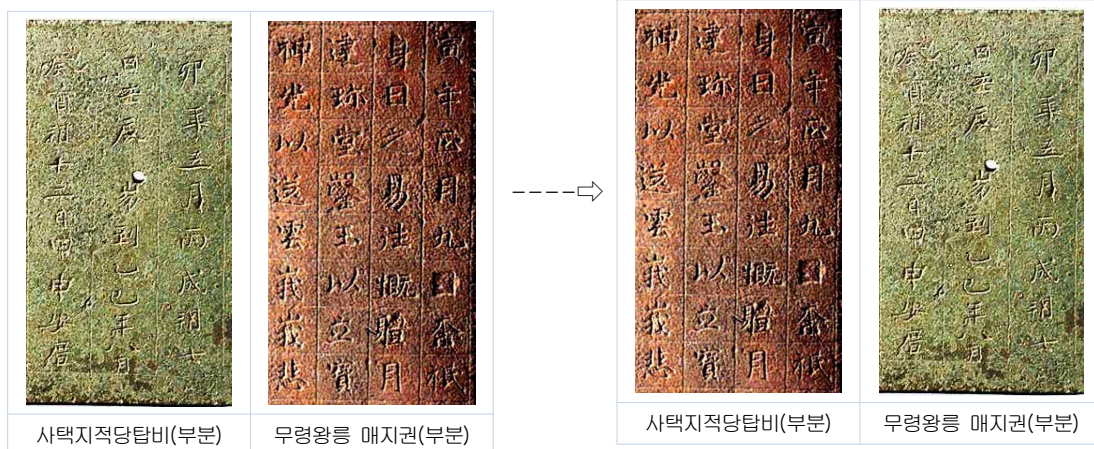 卯年五月丙戌朔七
日壬辰 崩到乙巳年八月
癸酉朔十二日甲申安厝
寅年正月九日奈祇
身日之易往慨體月
達珍堂鑿玉以立寶
神光以送雲峩峩悲
사택지적당탑비(부분)
무령왕릉 매지권(부분)
寅年正月九日奈祇
身日之易往慨體月
達珍堂鑿玉以立寶
神光以送雲峩峩悲
卯年五月丙戌朔七
日壬辰 崩到乙巳年八月
癸酉朔十二日甲申安厝
사택지적당탑비(부분)
무령왕릉 매지권(부분)